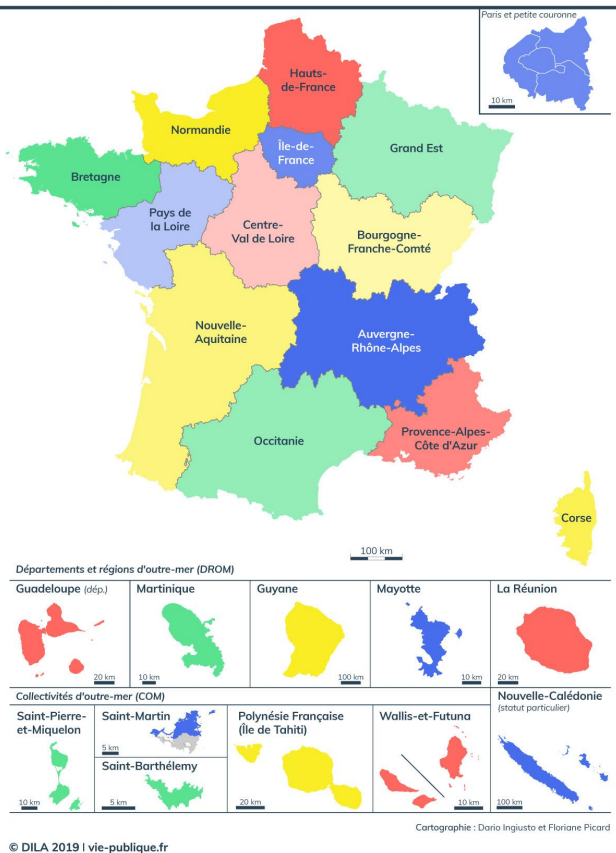 Paris et petite couronne
10 km
Hauts-
de-France
Normandie
Île-de-
France
Grand Est
Bretagne
Pays de
la Loire
Centre-
Val de Loire
Bourgogne-
Franche-Comté
Nouvelle-
Aquitaine
Auvergne-
Rhône-Alpes
Occitanie
Provence-Alpes-
Côte d'Azur
Corse
100 km
Départements et régions d'outre-mer (DROM)
Guadeloupe (dép.)
20 km
Martinique
10 km
Guyane
100 km
Mayotte
10 km
La Réunion
20 km
Collectivités d'outre-mer (COM)
Saint-Pierre-
et-Miquelon
10 km
Saint-Martin
5 km
Saint-Barthélemy
5 km
Polynésie Française
(Île de Tahiti)
20 km
Wallis-et-Futuna
10 km
Nouvelle-Calédonie
(statut particulier)
100 km
Cartographie : Dario Ingiusto et Floriane Picard
© DILA 2019 I vie-publique.fr